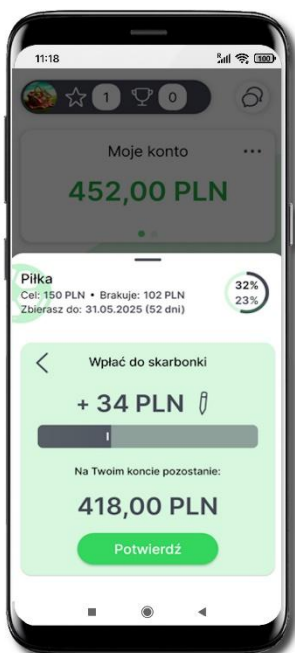 11:18
R
100
1 0
Moje konto
452,00 PLN
Piłka
Cel: 150 PLN • Brakuje: 102 PLN
Zbierasz do: 31.05.2025 (52 dni)
32%
23%
Wpłać do skarbonki
+ 34 PLN
Na Twoim koncie pozostanie:
418,00 PLN
Potwierdź